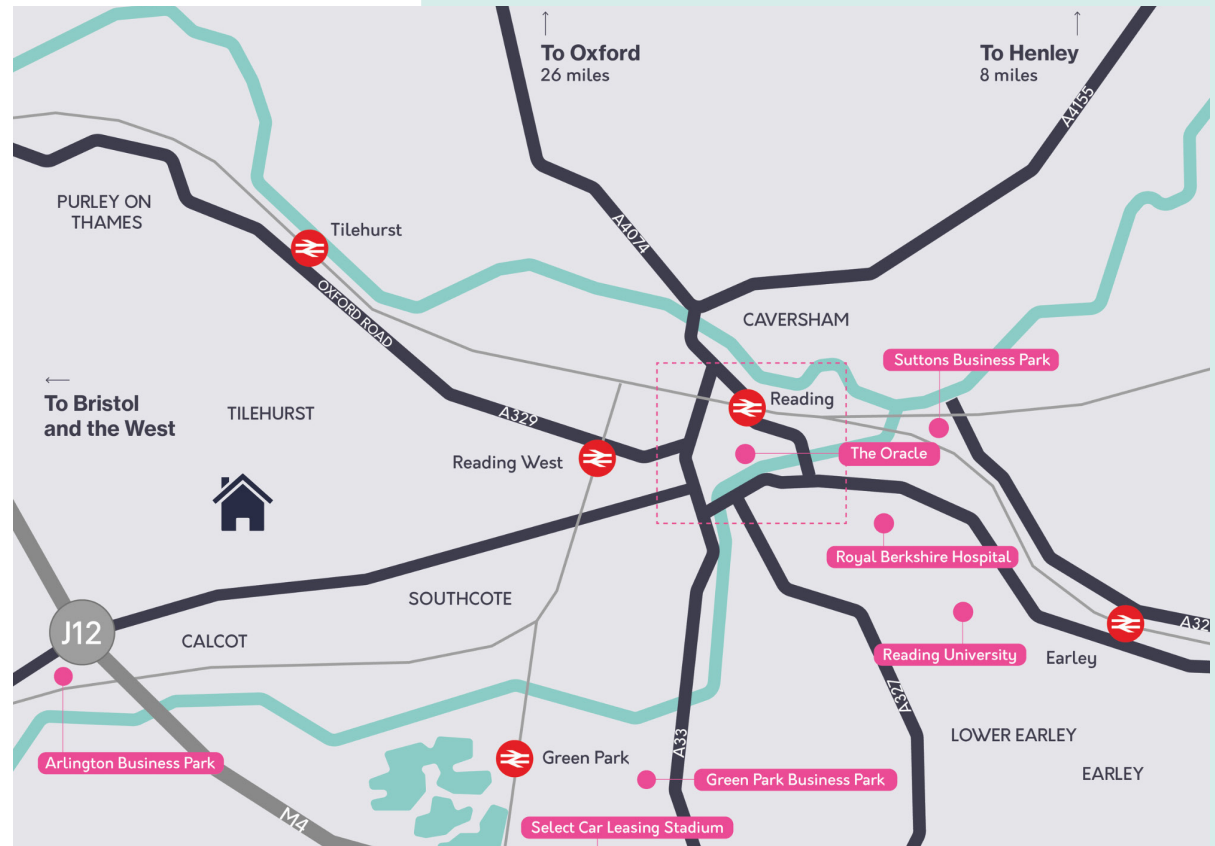 To Oxford
26 miles
To Henley
8 miles
A4155
PURLEY ON
THAMES
Tilehurst
A4074
OXFORD ROAD
CAVERSHAM
Suttons Business Park
To Bristol
and the West
TILEHURST
A329
Reading
Reading West
The Oracle
Royal Berkshire Hospital
SOUTHCOTE
J12
CALCOT
A32
Earley
Reading University
A327
A33
LOWER EARLEY
EARLEY
Arlington Business Park
Green Park
Green Park Business Park
M4
Select Car Leasing Stadium